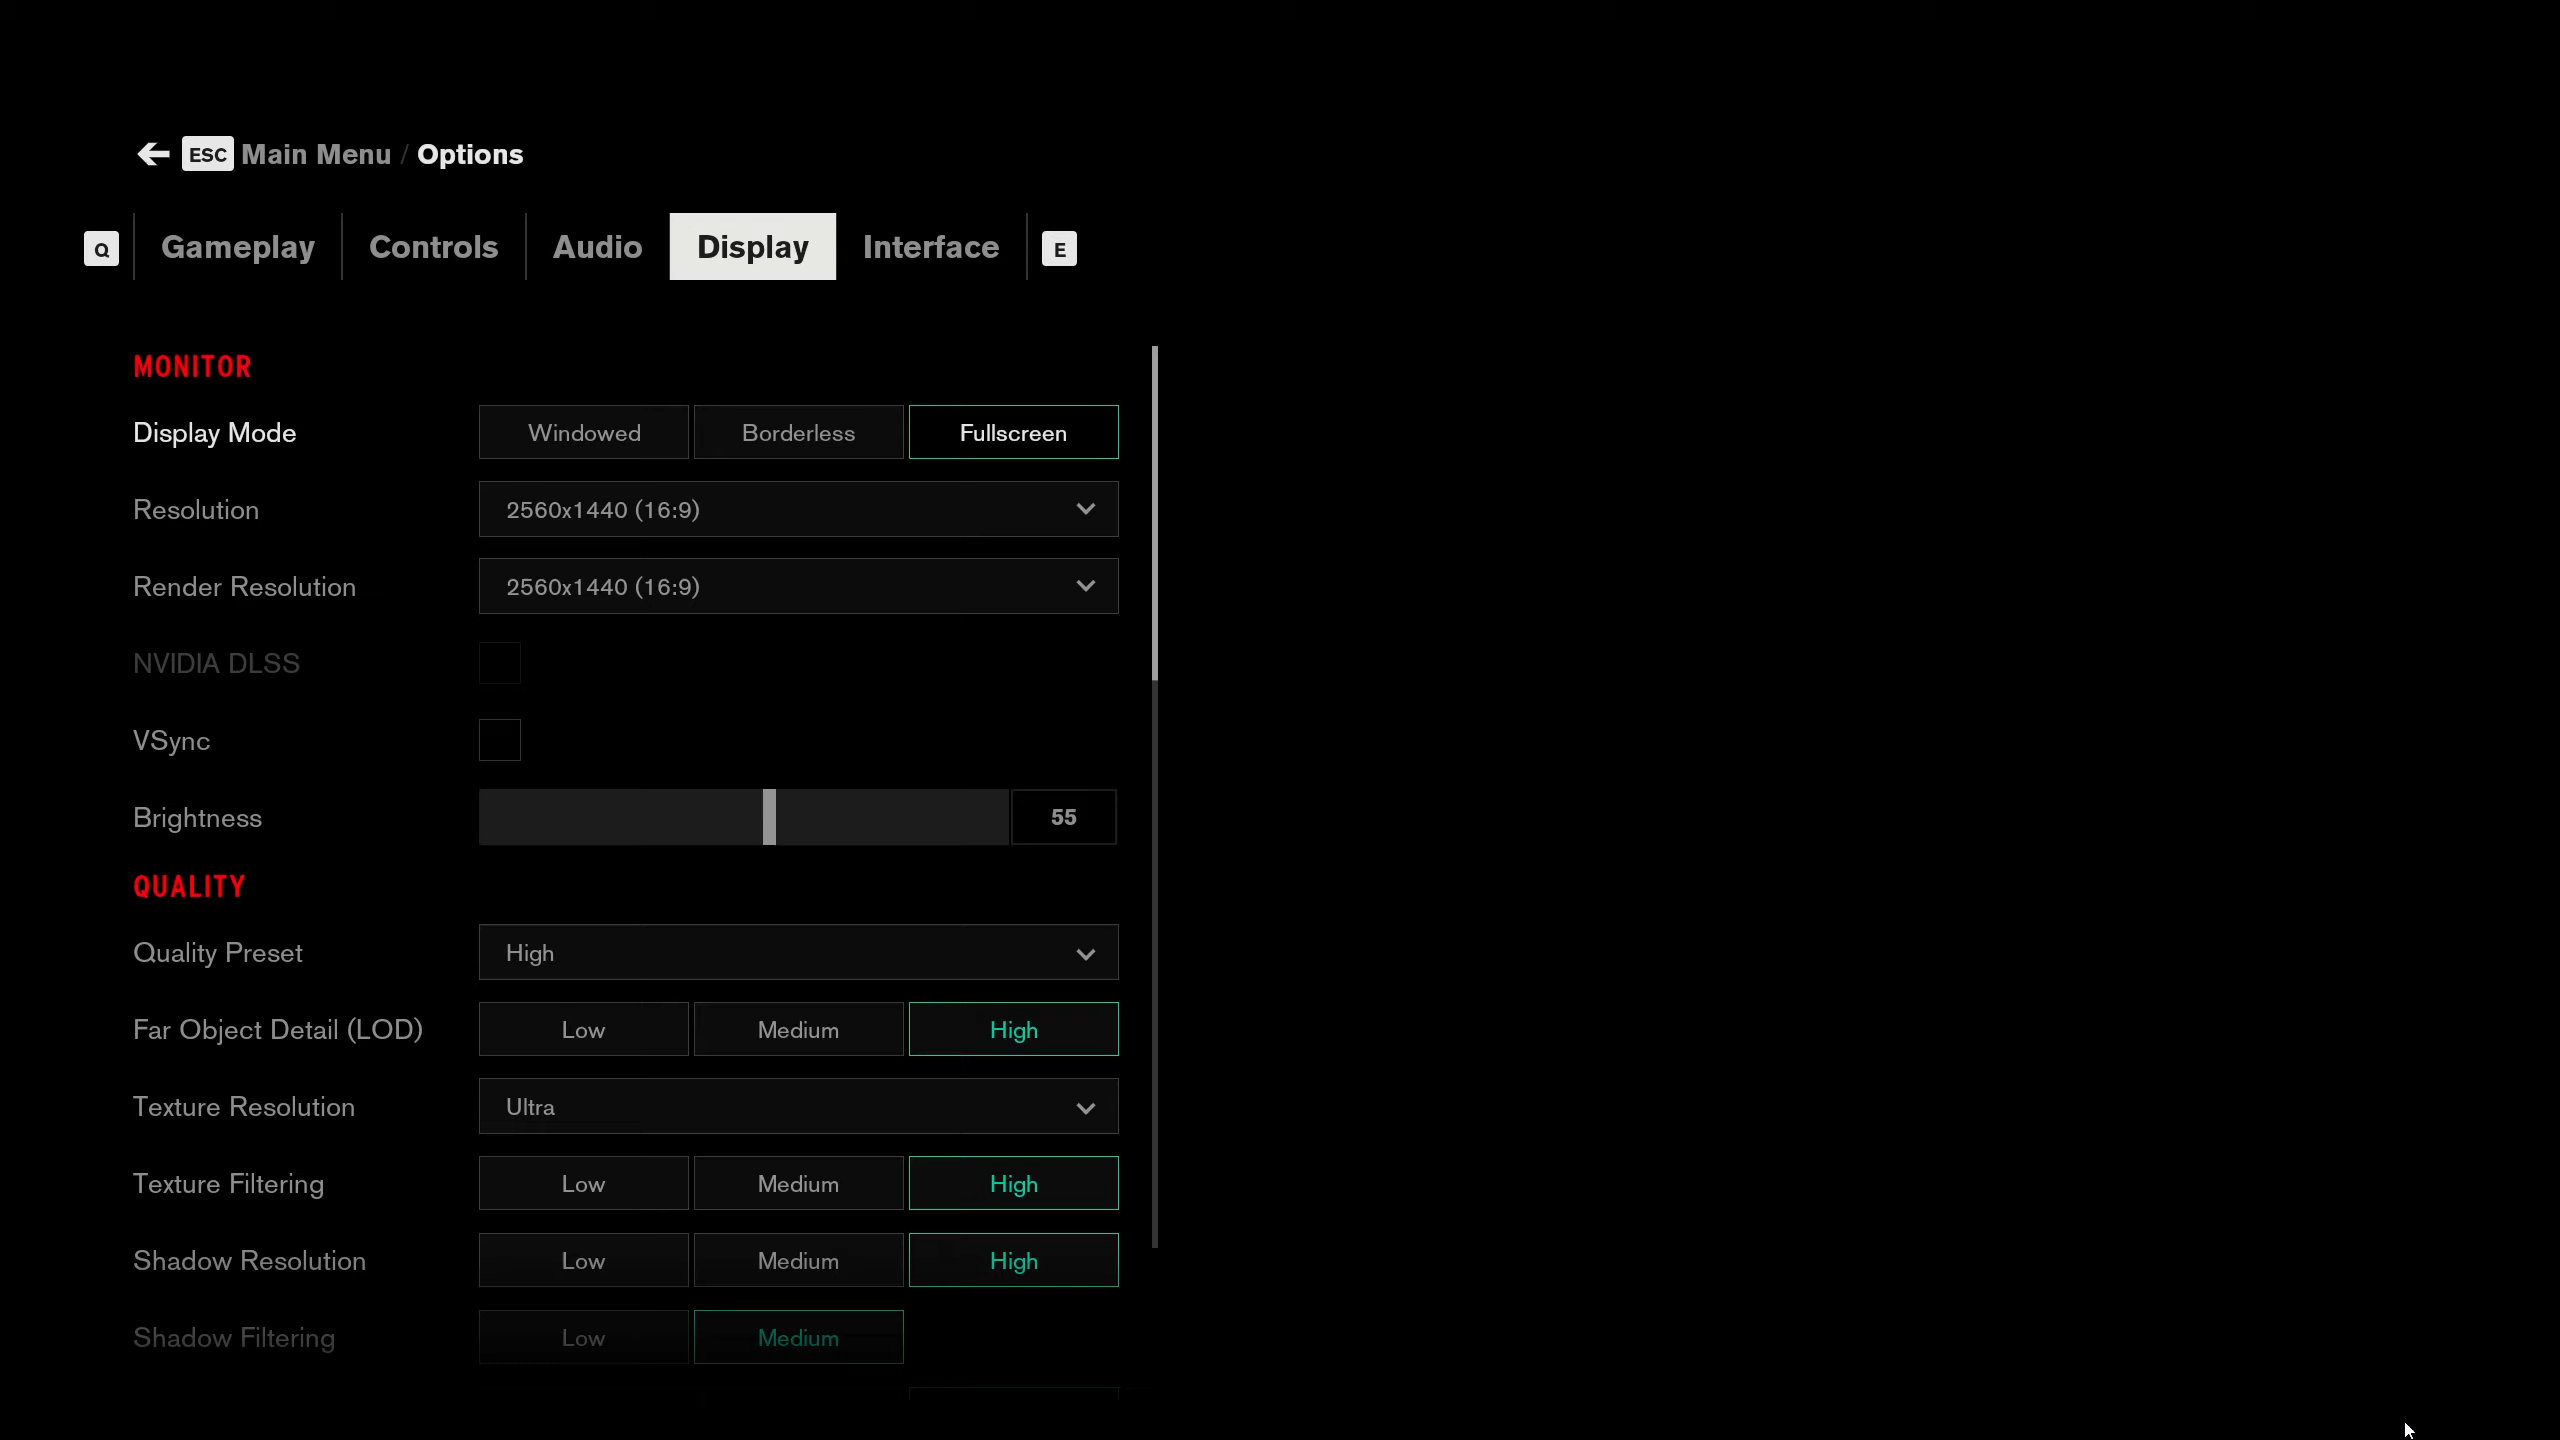 ESC Main Menu / Options
Q Gameplay Controls Audio Display Interface E
MONITOR
Display Mode Windowed Borderless Fullscreen
Resolution 2560x1440 (16:9)
Render Resolution 2560x1440 (16:9)
NVIDIA DLSS
VSync
Brightness 55
QUALITY
Quality Preset High
Far Object Detail (LOD) Low Medium High
Texture Resolution Ultra
Texture Filtering Low Medium High
Shadow Resolution Low Medium High
Shadow Filtering Low Medium